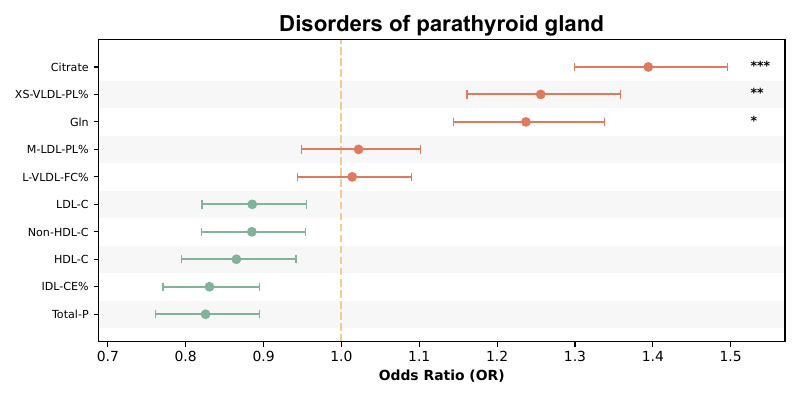 Disorders of parathyroid gland
Citrate ***
XS-VLDL-PL% **
Gln *
M-LDL-PL%
L-VLDL-FC%
LDL-C
Non-HDL-C
HDL-C
IDL-CE%
Total-P
0.7 0.8 0.9 1.0 1.1 1.2 1.3 1.4 1.5
Odds Ratio (OR)